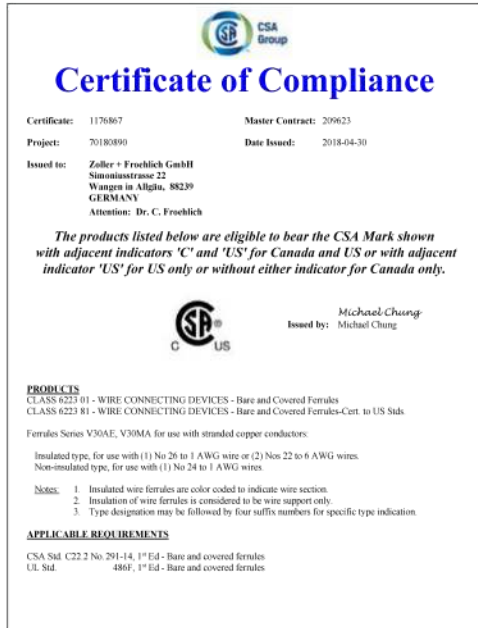 CSA
Group
Certificate of Compliance
Certificate: 1176867 Master Contract: 209623
Project: 70180890 Date Issued: 2018-04-30
Issued to: Zoller + Froehlich GmbH
Simoniusstrasse 22
Wangen in Allgäu, 88239
GERMANY
Attention: Dr. C. Froehlich
The products listed below are eligible to bear the CSA Mark shown
with adjacent indicators 'C' and 'US' for Canada and US or with adjacent
indicator 'US' for US only or without either indicator for Canada only.
Michael Chung
Issued by: Michael Chung
SA ®
C US
PRODUCTS
CLASS 6223 01 - WIRE CONNECTING DEVICES - Bare and Covered Ferrules
CLASS 6223 81 - WIRE CONNECTING DEVICES - Bare and Covered Ferrules-Cert. to US Stds
Ferrules Series V30AE, V30MA for use with stranded copper conductors:
Insulated type, for use with (1) No 26 to 1 AWG wire or (2) Nos 22 to 6 AWG wires.
Non-insulated type, for use with (1) No 24 to 1 AWG wires.
Notes: 1. Insulated wire ferrules are color coded to indicate wire section.
2. Insulation of wire ferrules is considered to be wire support only.
3. Type designation may be followed by four suffix numbers for specific type indication.
APPLICABLE REQUIREMENTS
CSA Std. C22.2 No. 291-14, 1st Ed - Bare and covered ferrules
UL Std. 486F, 1st Ed - Bare and covered ferrules